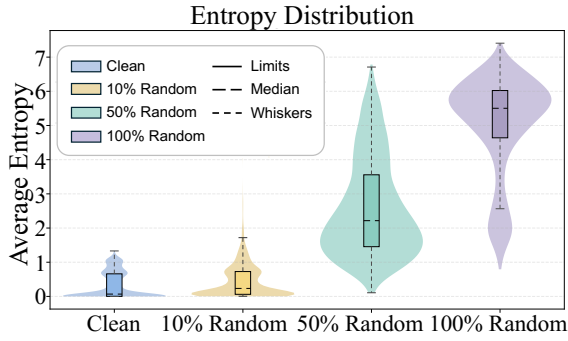 Entropy Distribution
Average Entropy
7
6
5
4
3
2
1
0
Clean
10% Random
50% Random
100% Random
Limits
Median
Whiskers
Clean 10% Random 50% Random 100% Random